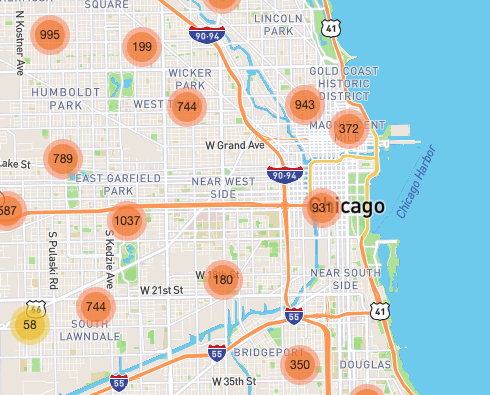 SQUARE
LINCOLN
PARK
41
N Kostner Ave
995
199
90-94
WICKER
PARK
GOLD COAST
HISTORIC
DISTRICT
HUMBOLDT
PARK
WEST T
744
943
372
W Grand Ave
789
ake St
EAST GARFIELD
PARK
NEAR WEST
SIDE
90-94
Chicago Harbor
587
1037
931
icago
S Pulaski Rd
S Kedzie Ave
180
NEAR SOUTH
SIDE
W 21st St
66
744
58
SOUTH
LAWNDALE
55
41
55
BRIDGEPORT
350
DOUGLAS
55
W 35th St